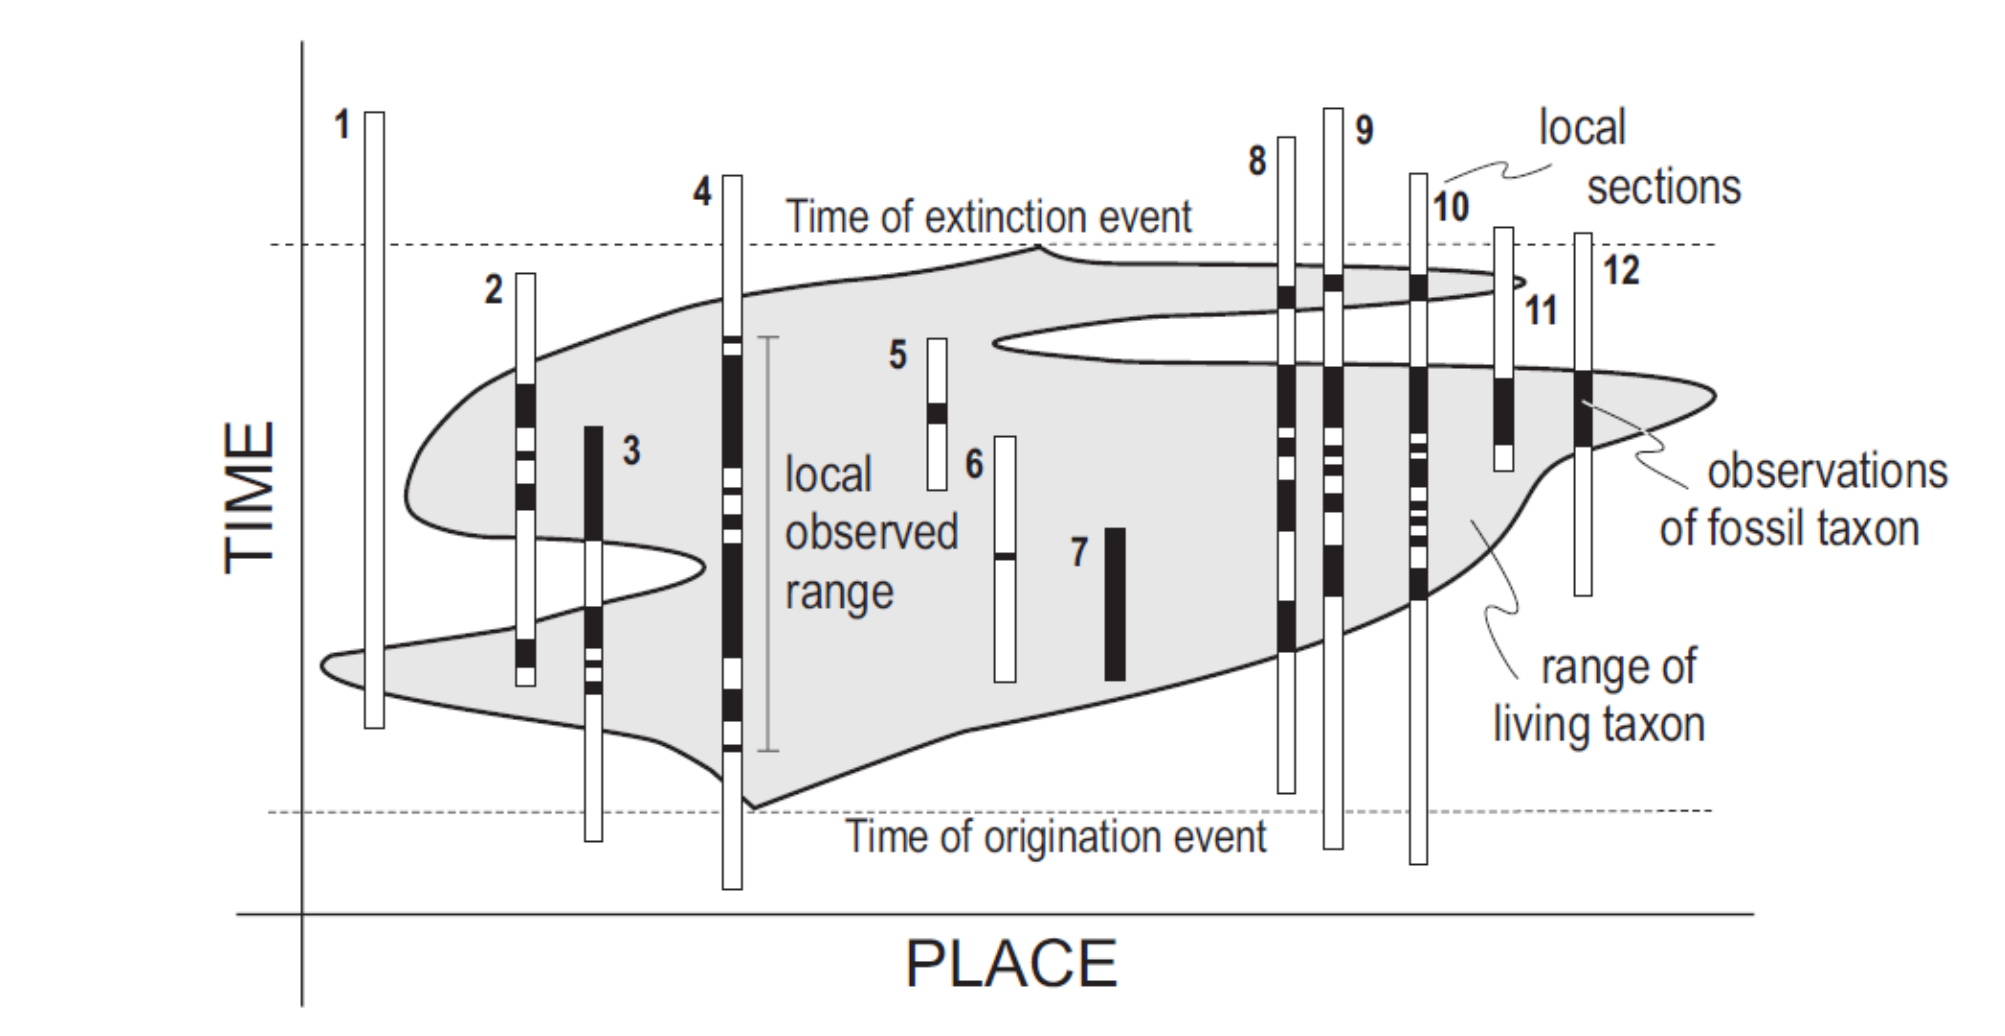 1
2
3
4
5
6
7
8
9
10
11
12
local
sections
Time of extinction event
TIME
local
observed
range
observations
of fossil taxon
range of
living taxon
Time of origination event
PLACE